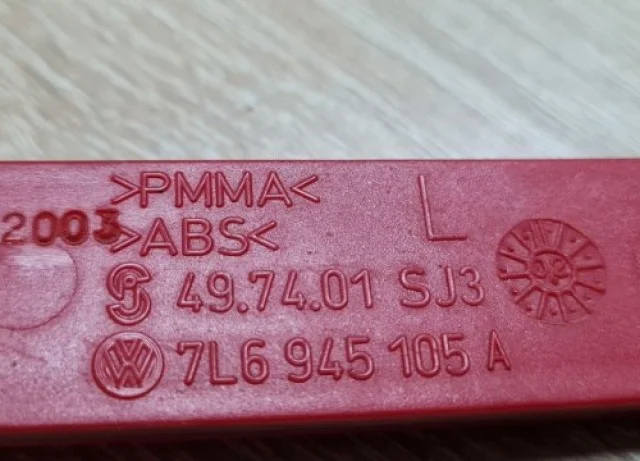 >PMMA<
L
2003
>ABS<
49.74.01 SJ3
7L6 945 105 A